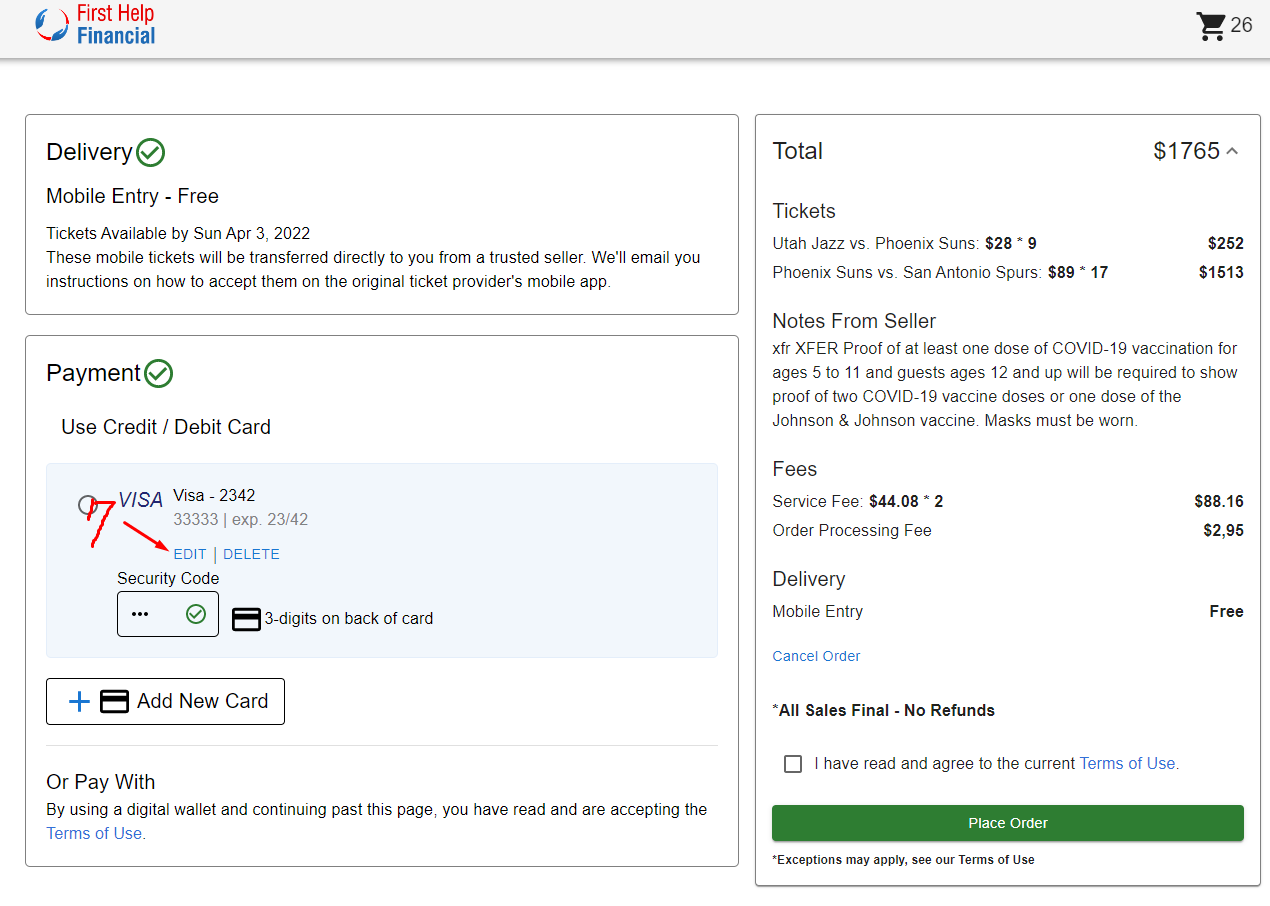 First Help
Financial
26
Delivery
Mobile Entry - Free
Tickets Available by Sun Apr 3, 2022
These mobile tickets will be transferred directly to you from a trusted seller. We'll email you
instructions on how to accept them on the original ticket provider's mobile app.
Payment
Use Credit / Debit Card
7
VISA
Visa - 2342
33333 | exp. 23/42
EDIT | DELETE
Security Code
•••
3-digits on back of card
+ Add New Card
Or Pay With
By using a digital wallet and continuing past this page, you have read and are accepting the
Terms of Use.
Total $1765
Tickets
Utah Jazz vs. Phoenix Suns: $28 * 9 $252
Phoenix Suns vs. San Antonio Spurs: $89 * 17 $1513
Notes From Seller
xfr XFER Proof of at least one dose of COVID-19 vaccination for
ages 5 to 11 and guests ages 12 and up will be required to show
proof of two COVID-19 vaccine doses or one dose of the
Johnson & Johnson vaccine. Masks must be worn.
Fees
Service Fee: $44.08 * 2 $88.16
Order Processing Fee $2,95
Delivery
Mobile Entry Free
Cancel Order
*All Sales Final - No Refunds
I have read and agree to the current Terms of Use.
Place Order
*Exceptions may apply, see our Terms of Use